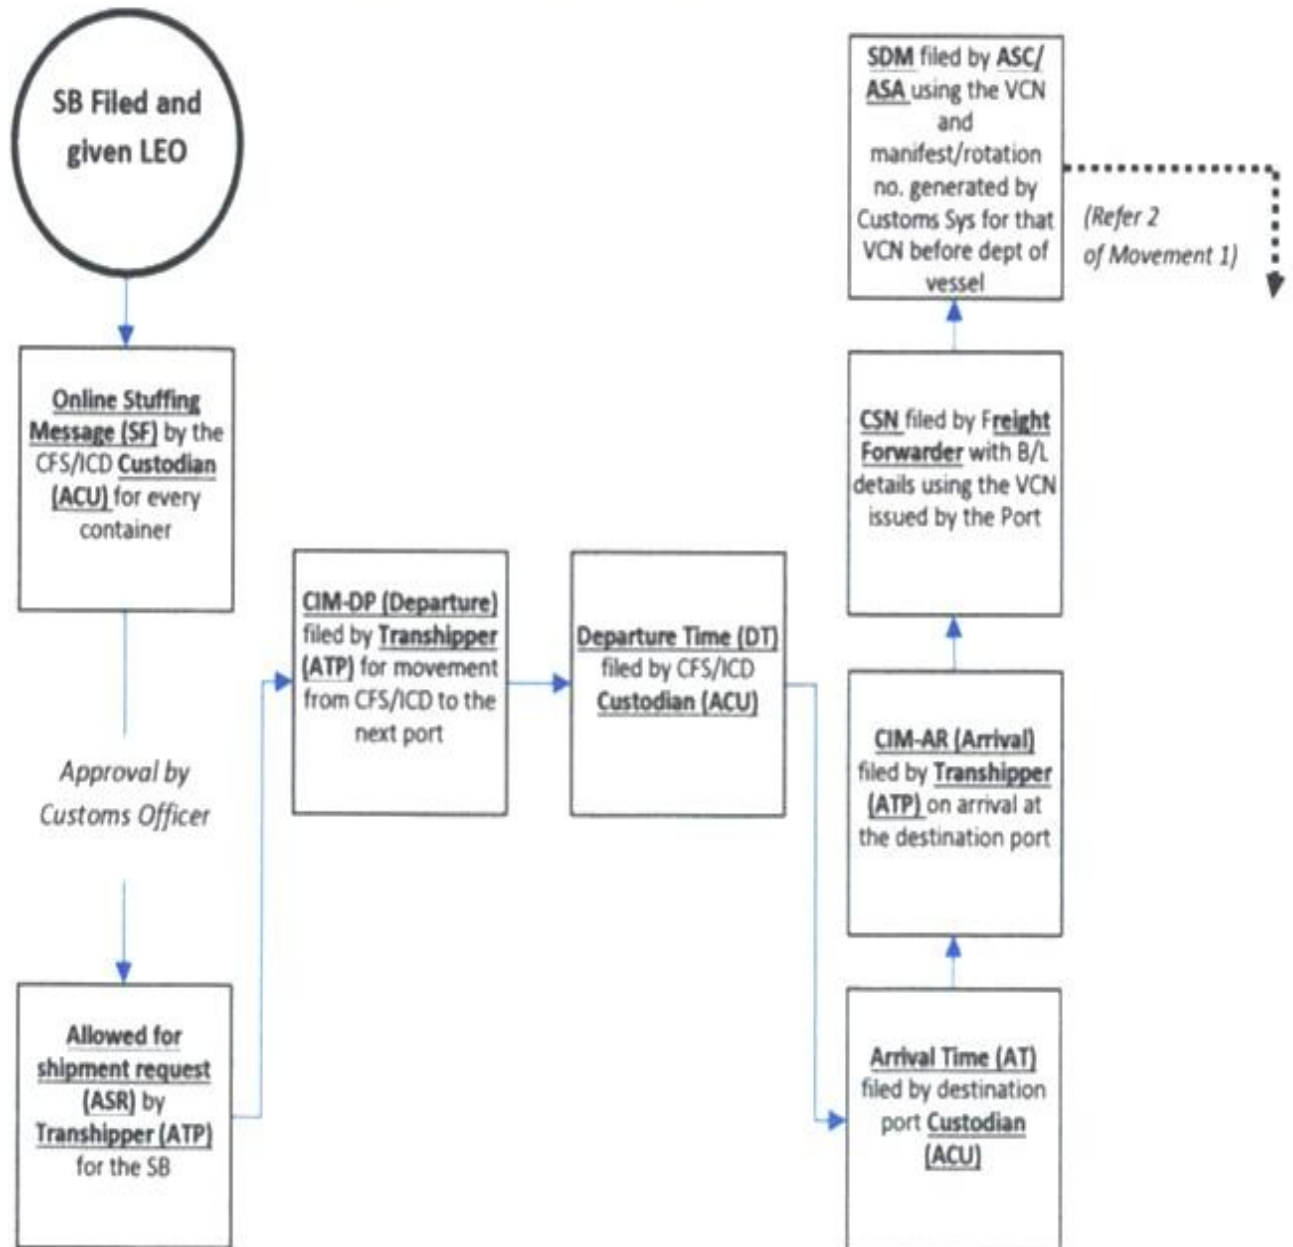 SB Filed and
given LEO
Online Stuffing
Message (SF) by the
CFS/ICD Custodian
(ACU) for every
container
Approval by
Customs Officer
Allowed for
shipment request
(ASR) by
Transhipper (ATP)
for the SB
CIM-DP (Departure)
filed by Transhipper
(ATP) for movement
from CFS/ICD to the
next port
Departure Time (DT)
filed by CFS/ICD
Custodian (ACU)
Arrival Time (AT)
filed by destination
port Custodian
(ACU)
CIM-AR (Arrival)
filed by Transhipper
(ATP) on arrival at
the destination port
CSN filed by Freight
Forwarder with B/L
details using the VCN
issued by the Port
SDM filed by ASC/
ASA using the VCN
and
manifest/rotation
no. generated by
Customs Sys for that
VCN before dept of
vessel
(Refer 2
of Movement 1)